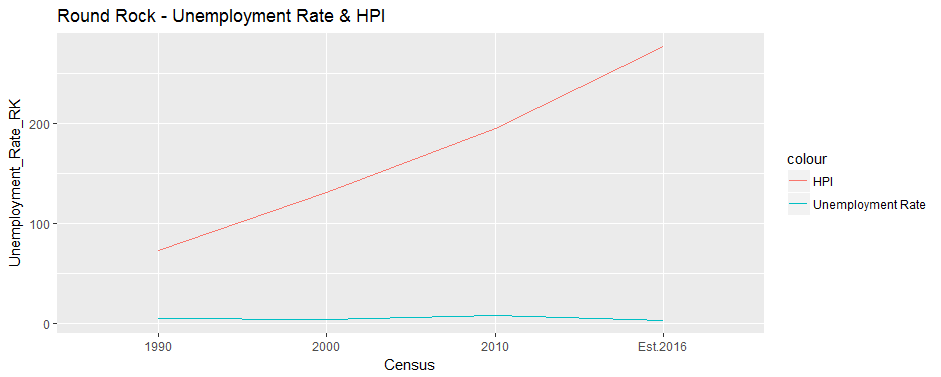 Round Rock - Unemployment Rate & HPI
Unemployment_Rate_RK
200
100
0
1990 2000 2010 Est.2016
Census
colour
HPI
Unemployment Rate